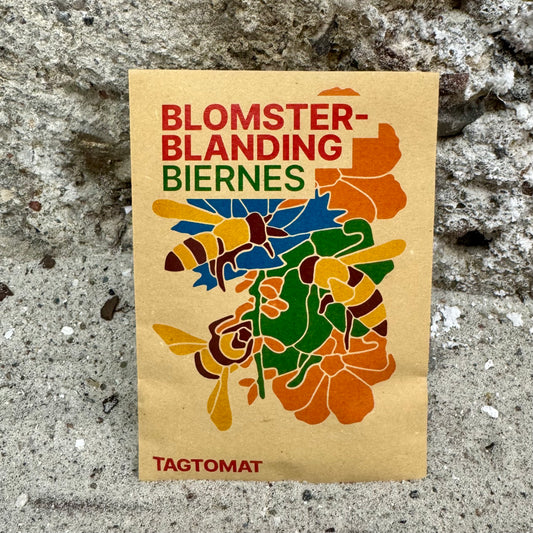 BLOMSTER-
BLANDING
BIERNES
TAGTOMAT